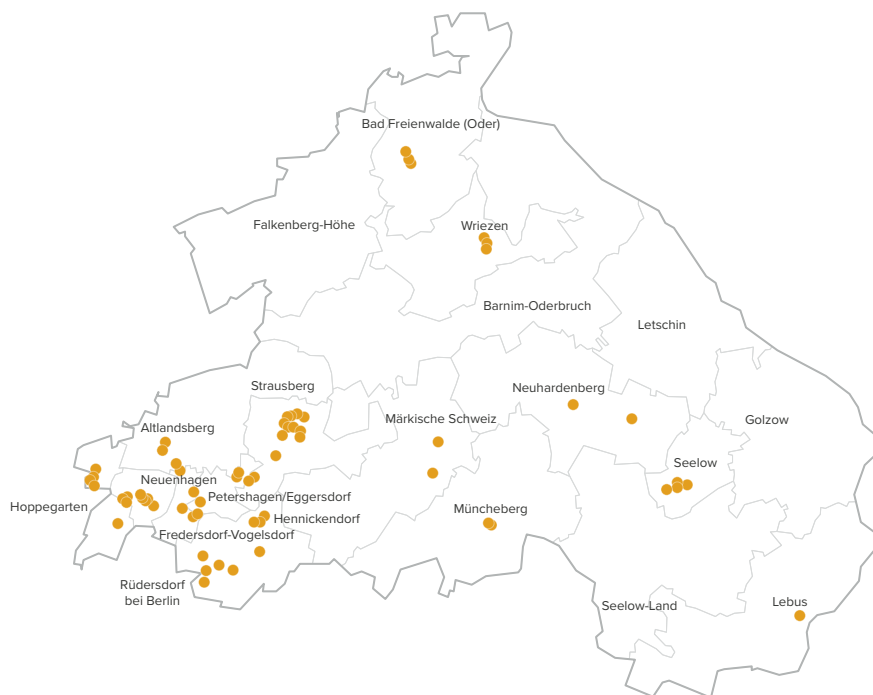 Bad Freienwalde (Oder)
Falkenberg-Höhe
Wriezen
Barnim-Oderbruch
Letschin
Strausberg
Neuhardenberg
Märkische Schweiz
Golzow
Altlandsberg
Seelow
Neuenhagen
Petershagen/Eggersdorf
Hoppegarten
Müncheberg
Hennickendorf
Fredersdorf-Vogelsdorf
Rüdersdorf
bei Berlin
Seelow-Land
Lebus